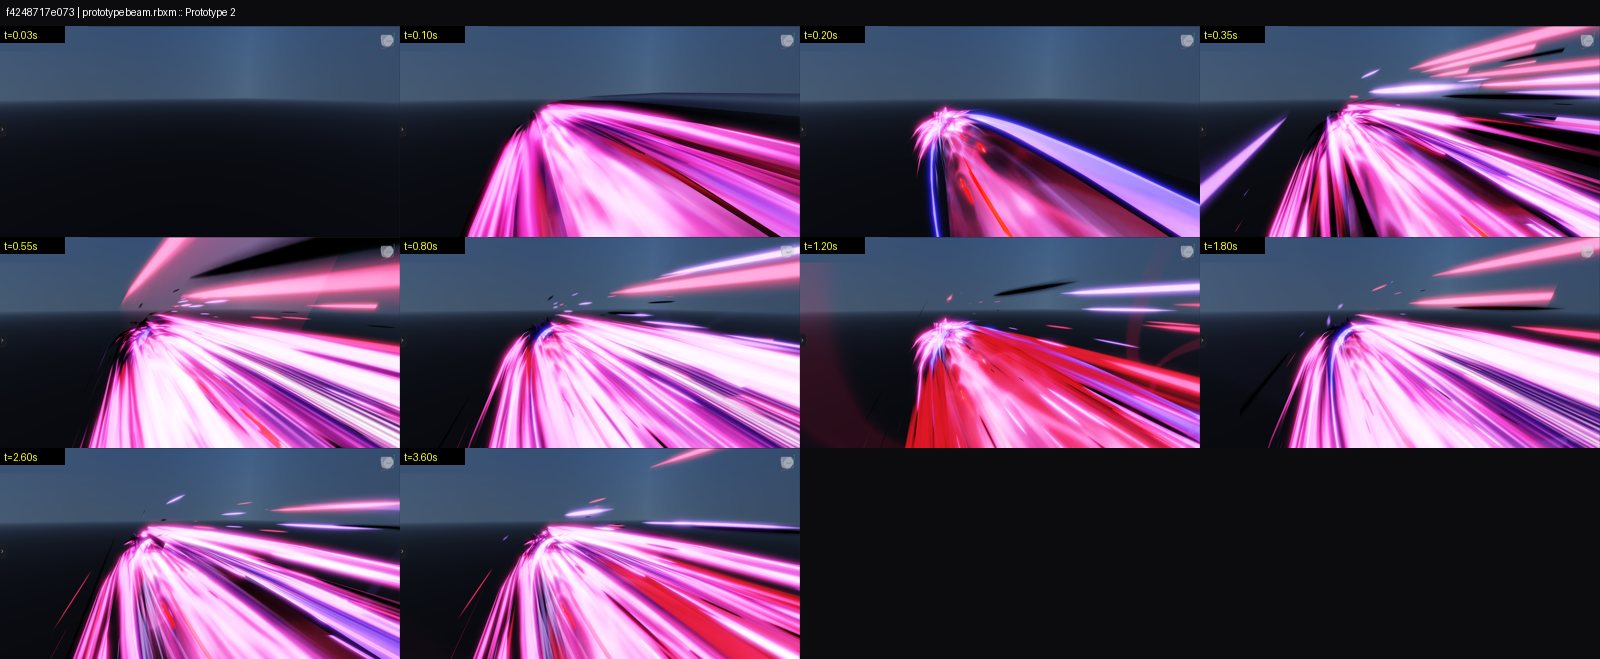 f4248717e073 | prototypebeam.rbxm :: Prototype 2
t=0.03s
t=0.10s
t=0.20s
t=0.35s
t=0.55s
t=0.80s
t=1.20s
t=1.80s
t=2.60s
t=3.60s